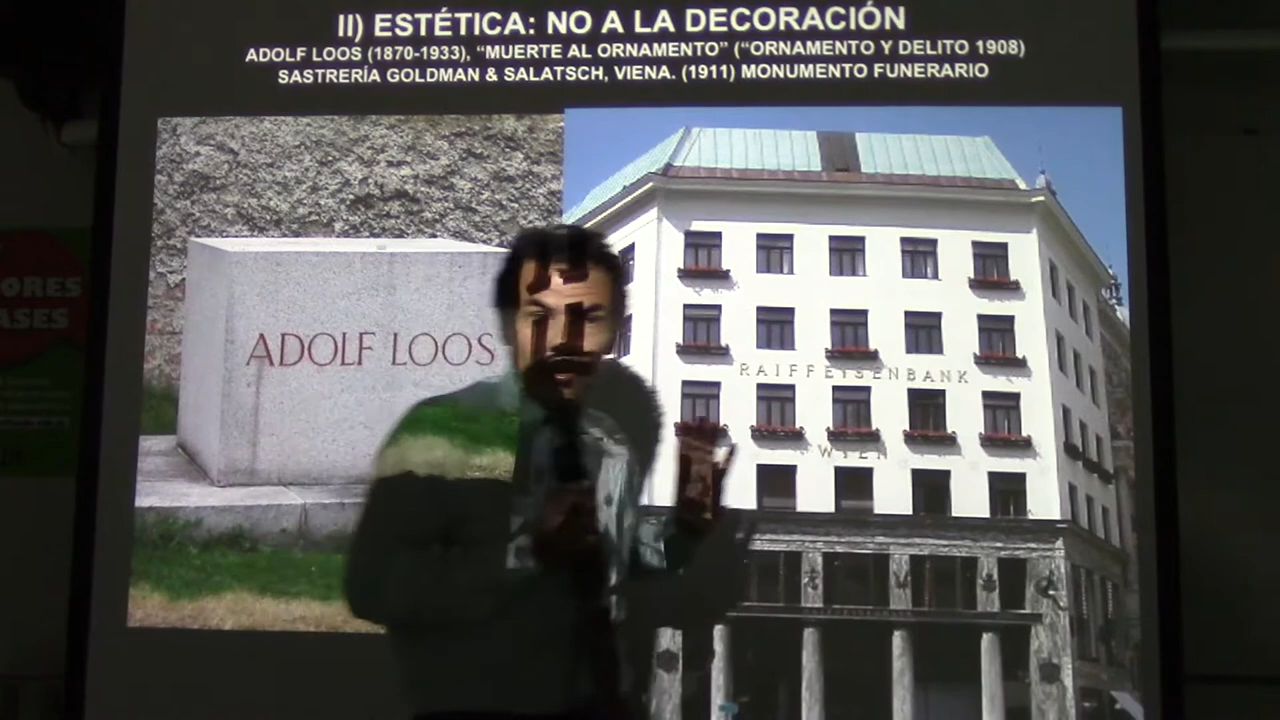 II) ESTÉTICA: NO A LA DECORACIÓN
ADOLF LOOS (1870-1933), “MUERTE AL ORNAMENTO” (“ORNAMENTO Y DELITO 1908)
SASTRERÍA GOLDMAN & SALATSCH, VIENA. (1911) MONUMENTO FUNERARIO
ADOLF LOOS
RAIFFEISENBANK
WIEN
ORES
ASES